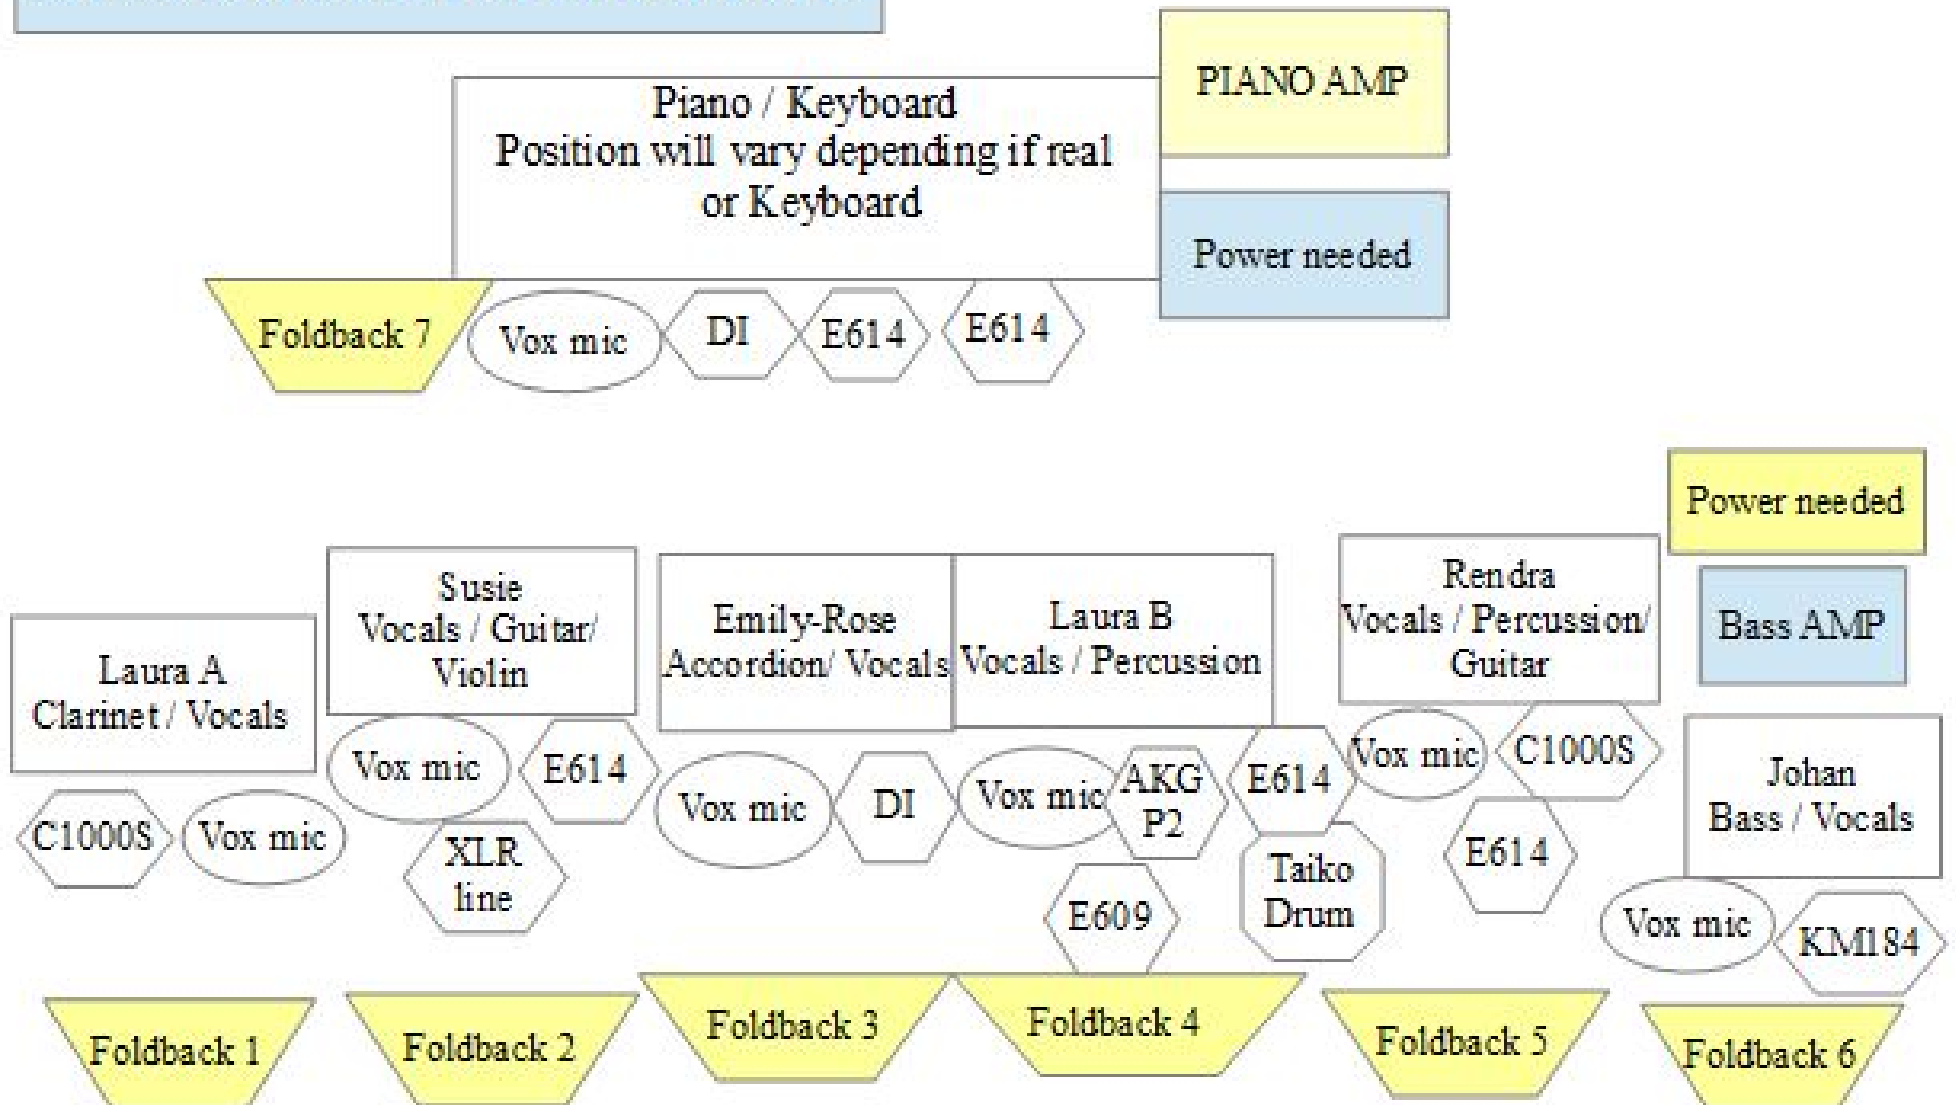 PIANO AMP
Piano / Keyboard
Position will vary depending if real
or Keyboard
Power needed
Foldback 7
Vox mic
DI
E614
E614
Power needed
Bass AMP
Laura A
Clarinet / Vocals
Susie
Vocals / Guitar/
Violin
Emily-Rose
Accordion/ Vocals
Laura B
Vocals / Percussion
Rendra
Vocals / Percussion/
Guitar
Johan
Bass / Vocals
C1000S
Vox mic
Vox mic
E614
XLR
line
Vox mic
DI
Vox mic
AKG
P2
E609
E614
Taiko
Drum
Vox mic
C1000S
E614
Vox mic
KM184
Foldback 1
Foldback 2
Foldback 3
Foldback 4
Foldback 5
Foldback 6